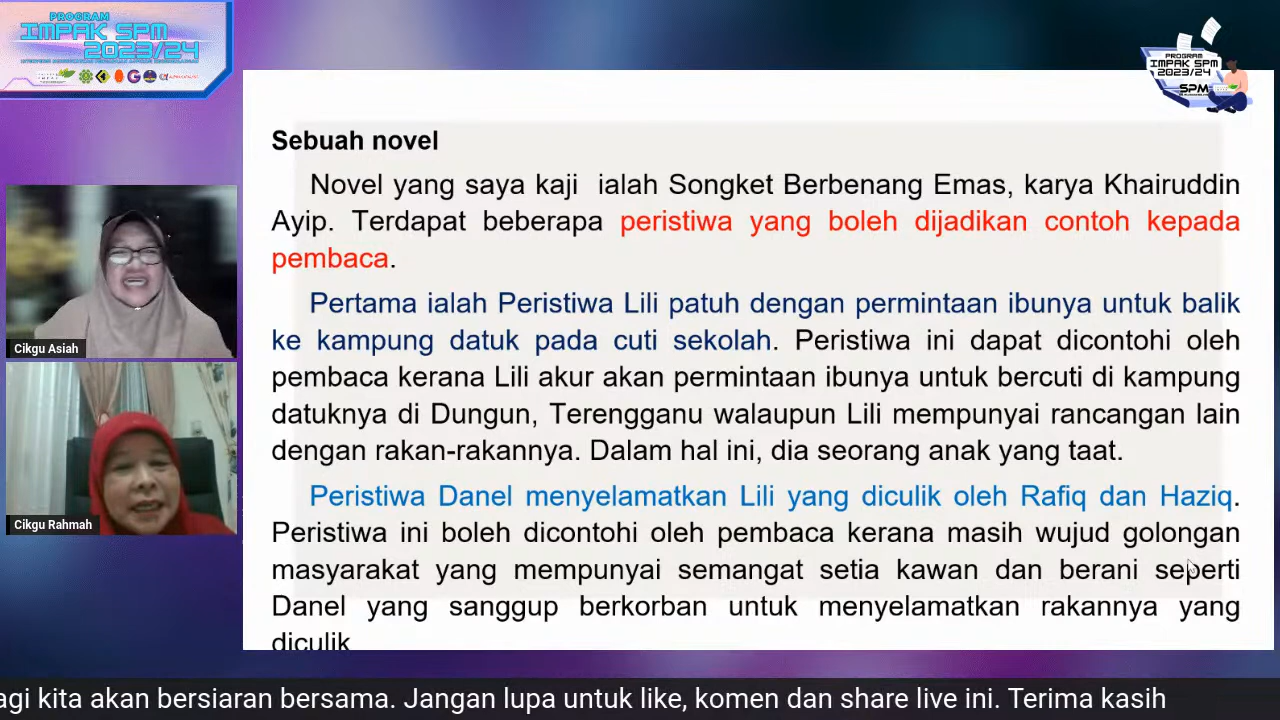 PROGRAM
IMPAK SPM
2023/24
PROGRAM
IMPAK SPM
2023/24
SPM
Sebuah novel
Novel yang saya kaji ialah Songket Berbenang Emas, karya Khairuddin
Ayip. Terdapat beberapa peristiwa yang boleh dijadikan contoh kepada
pembaca.
Pertama ialah Peristiwa Lili patuh dengan permintaan ibunya untuk balik
ke kampung datuk pada cuti sekolah. Peristiwa ini dapat dicontohi oleh
pembaca kerana Lili akur akan permintaan ibunya untuk bercuti di kampung
datuknya di Dungun, Terengganu walaupun Lili mempunyai rancangan lain
dengan rakan-rakannya. Dalam hal ini, dia seorang anak yang taat.
Peristiwa Danel menyelamatkan Lili yang diculik oleh Rafiq dan Haziq.
Peristiwa ini boleh dicontohi oleh pembaca kerana masih wujud golongan
masyarakat yang mempunyai semangat setia kawan dan berani seperti
Danel yang sanggup berkorban untuk menyelamatkan rakannya yang
diculik
Cikgu Asiah
Cikgu Rahmah
agi kita akan bersiaran bersama. Jangan lupa untuk like, komen dan share live ini. Terima kasih